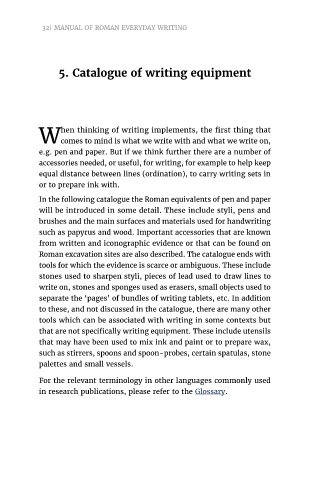 32| MANUAL OF ROMAN EVERYDAY WRITING
5. Catalogue of writing equipment
When thinking of writing implements, the first thing that
comes to mind is what we write with and what we write on,
e.g. pen and paper. But if we think further there are a number of
accessories needed, or useful, for writing, for example to help keep
equal distance between lines (ordination), to carry writing sets in
or to prepare ink with.
In the following catalogue the Roman equivalents of pen and paper
will be introduced in some detail. These include styli, pens and
brushes and the main surfaces and materials used for handwriting
such as papyrus and wood. Important accessories that are known
from written and iconographic evidence or that can be found on
Roman excavation sites are also described. The catalogue ends with
tools for which the evidence is scarce or ambiguous. These include
stones used to sharpen styli, pieces of lead used to draw lines to
write on, stones and sponges used as erasers, small objects used to
separate the ‘pages’ of bundles of writing tablets, etc. In addition
to these, and not discussed in the catalogue, there are many other
tools which can be associated with writing in some contexts but
that are not specifically writing equipment. These include utensils
that may have been used to mix ink and paint or to prepare wax,
such as stirrers, spoons and spoon-probes, certain spatulas, stone
palettes and small vessels.
For the relevant terminology in other languages commonly used
in research publications, please refer to the Glossary.